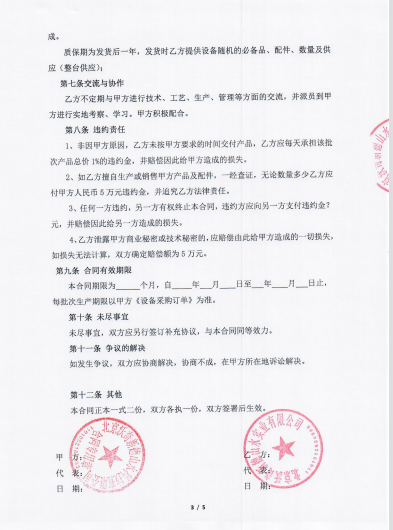 成。
质保期为发货后一年，发货时乙方提供设备随机的必备品、配件、数量及供
应（整台供应）；
第七条交流与协作
乙方不定期与甲方进行技术、工艺、生产、管理等方面的交流，并派员到甲
方进行实地考察、学习。甲方积极配合。
第八条 违约责任
1、非因甲方原因，乙方未按甲方要求的时间交付产品，乙方应每天承担该批
次产品总价 1%的违约金，并赔偿因此给甲方造成的损失。
2、如乙方擅自生产或销售甲方产品及配件，一经查证，无论数量多少乙方应
付甲方人民币 5 万元违约金，并追究乙方法律责任。
3、任何一方违约，另一方有权终止本合同，违约方应向另一方支付违约金?
元，并赔偿因此给另一方造成的损失。
4、乙方泄露甲方商业秘密或技术秘密的，应赔偿由此给甲方造成的一切损失，
如损失无法计算，双方确定赔偿额为 5 万元。
第九条 合同有效期限
本合同期限为______个月，自____年___月____日至___年____月____日止，
每批次生产期限以甲方《设备采购订单》为准。
第十条 未尽事宜
未尽事宜，双方应另行签订补充协议，与本合同同等效力。
第十一条 争议的解决
如发生争议，双方应协商解决，协商不成，在甲方所在地诉讼解决。
第十二条 其他
本合同正本一式二份，双方各执一份。双方签署后生效。
甲 方： 乙 方：
代 表： 代 表：
日 期： 日 期：
合同专用章
山水实业有限公司
3 / 5